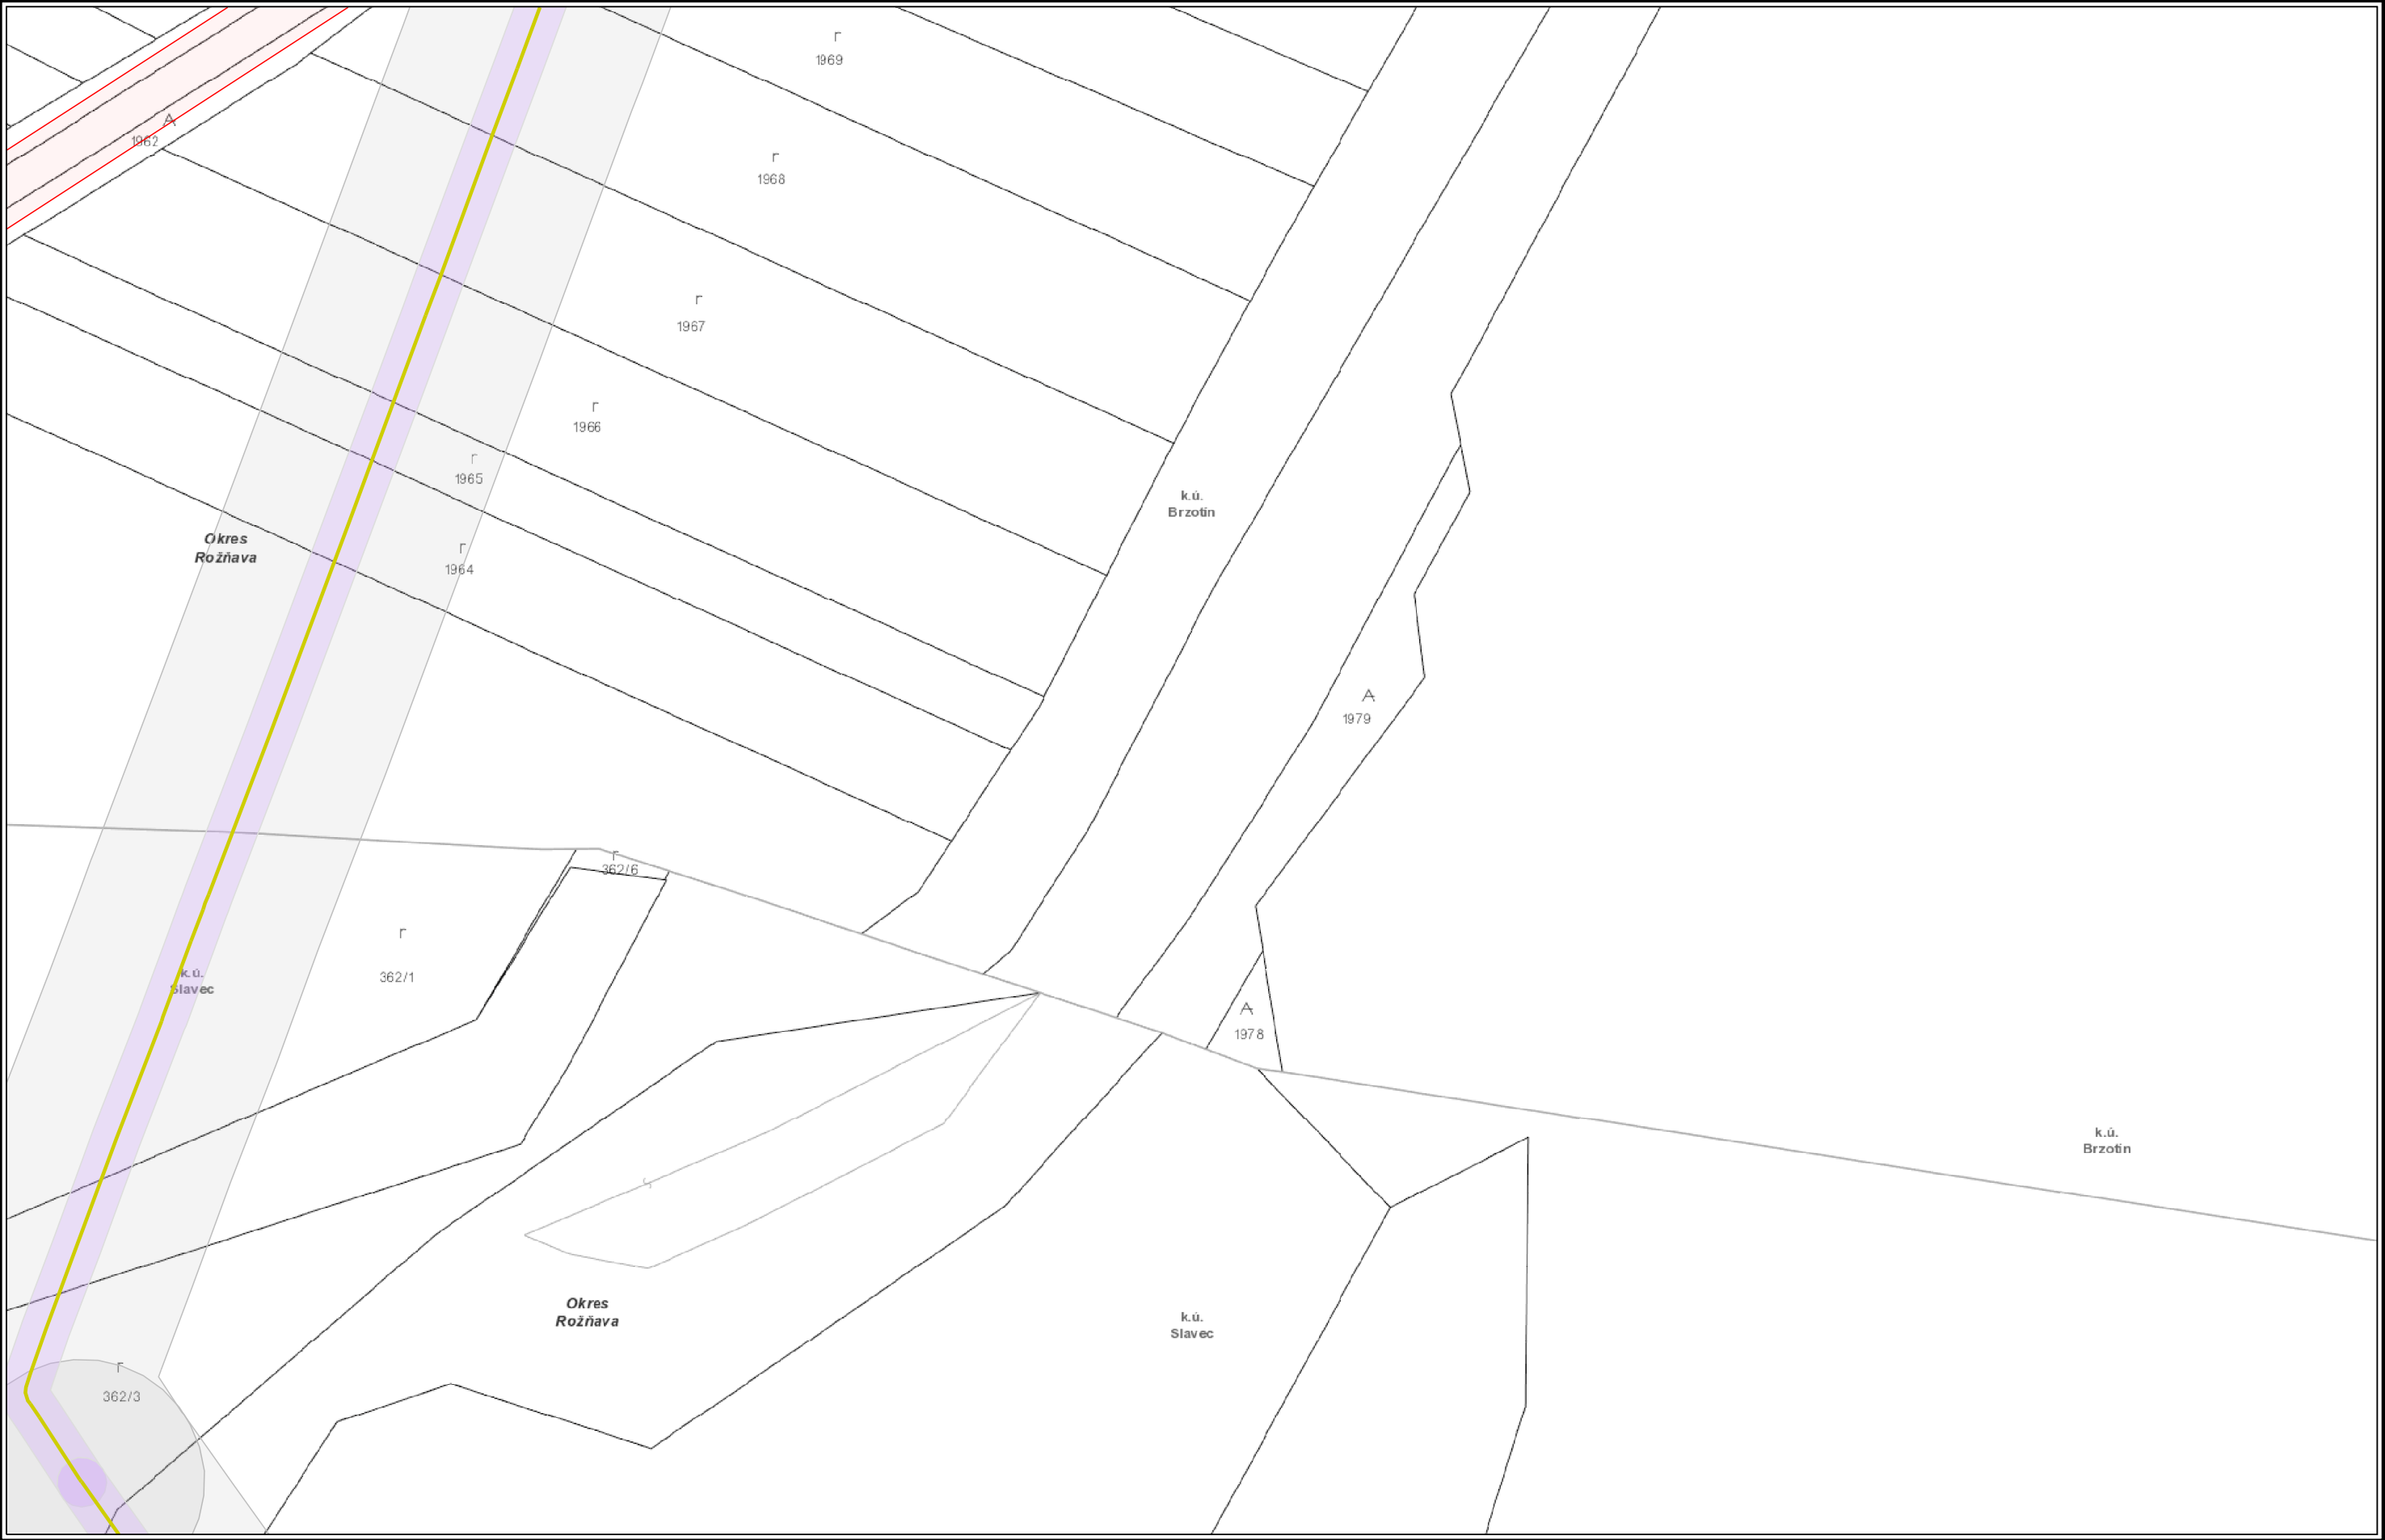 1969
1962
1968
1967
1966
1965
k.ú.
Brzotín
Okres
Rožňava
1964
1979
362/6
362/1
k.ú.
Slavec
1978
k.ú.
Brzotín
Okres
Rožňava
k.ú.
Slavec
362/3